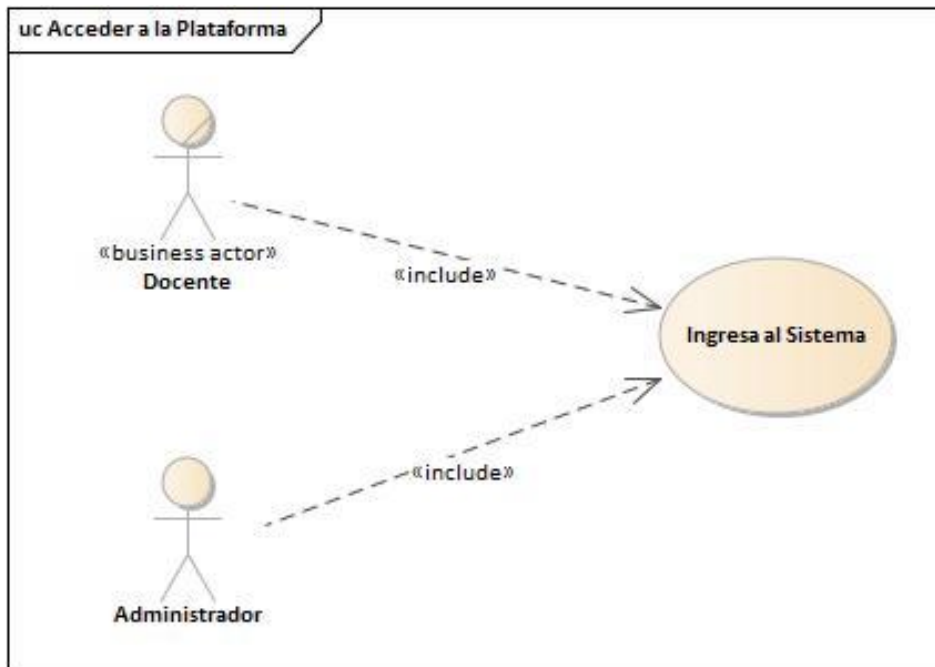 uc Acceder a la Plataforma
«business actor»
Docente
«include»
Ingresa al Sistema
«include»
Administrador